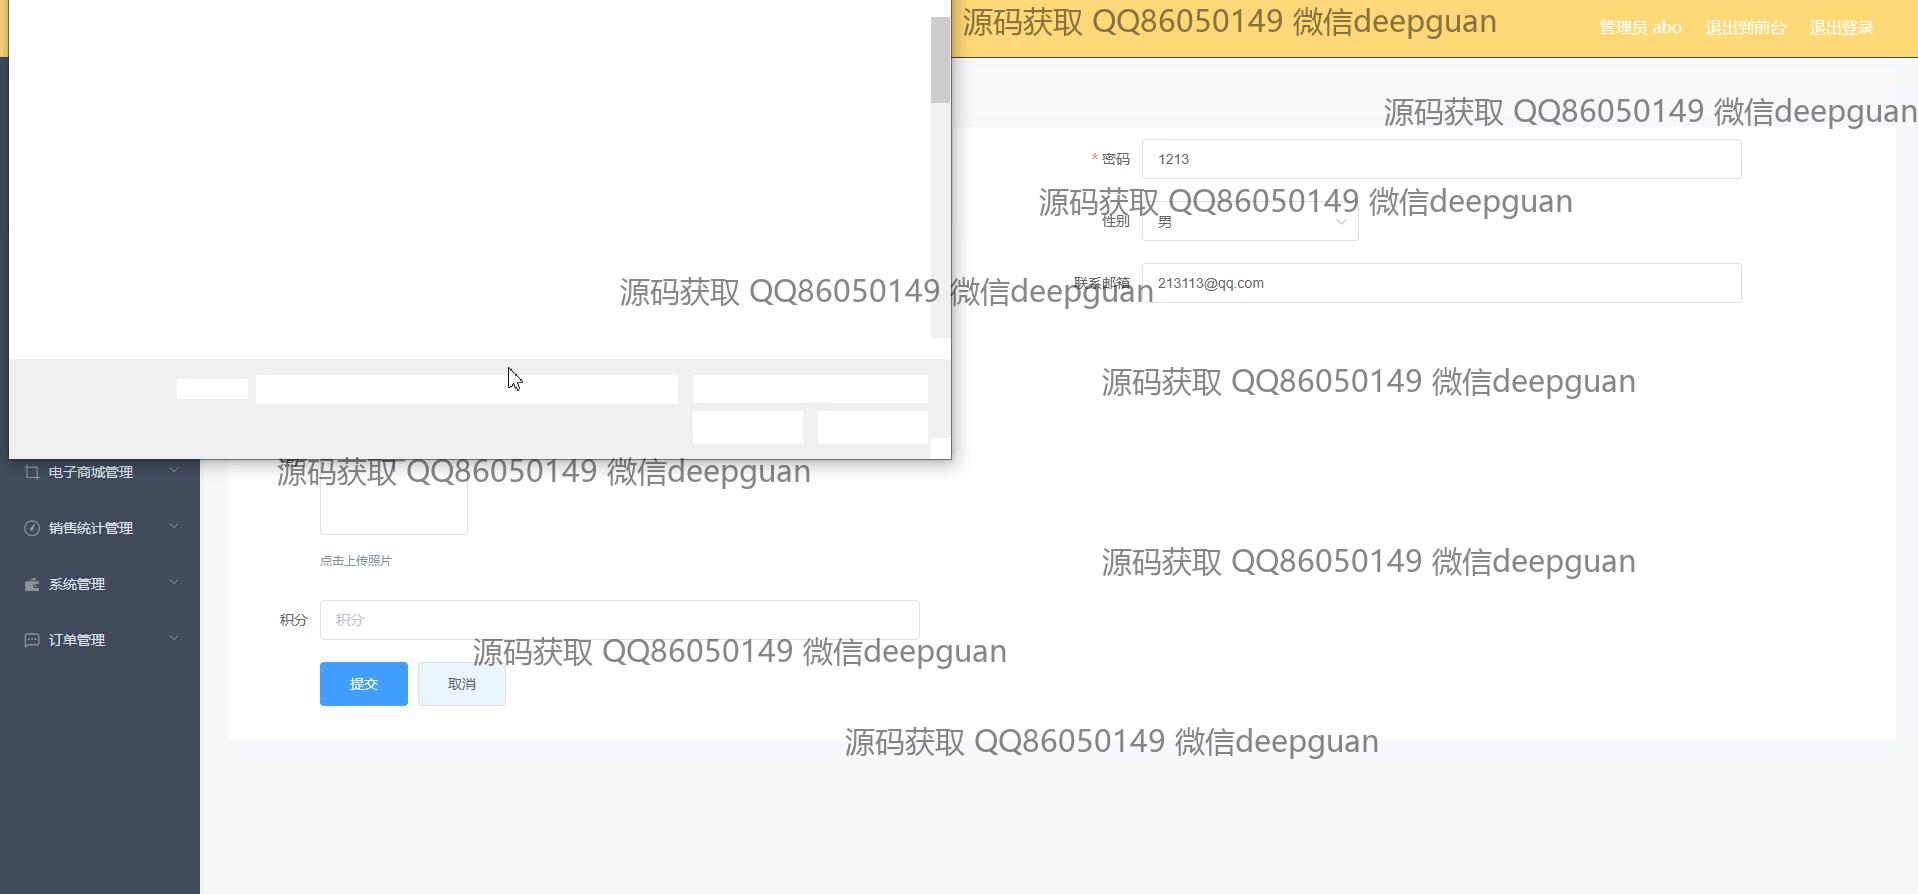 源码获取 QQ86050149 微信deepguan
管理员 abo 退出到前台 退出登录
源码获取 QQ86050149 微信deepguan
* 密码 1213
源码获取 QQ86050149 微信deepguan
性别 男
联系邮箱 213113@qq.com
源码获取 QQ86050149 微信deepguan
源码获取 QQ86050149 微信deepguan
电子商城管理
源码获取 QQ86050149 微信deepguan
销售统计管理
点击上传照片
源码获取 QQ86050149 微信deepguan
系统管理
积分 积分
订单管理
源码获取 QQ86050149 微信deepguan
提交 取消
源码获取 QQ86050149 微信deepguan